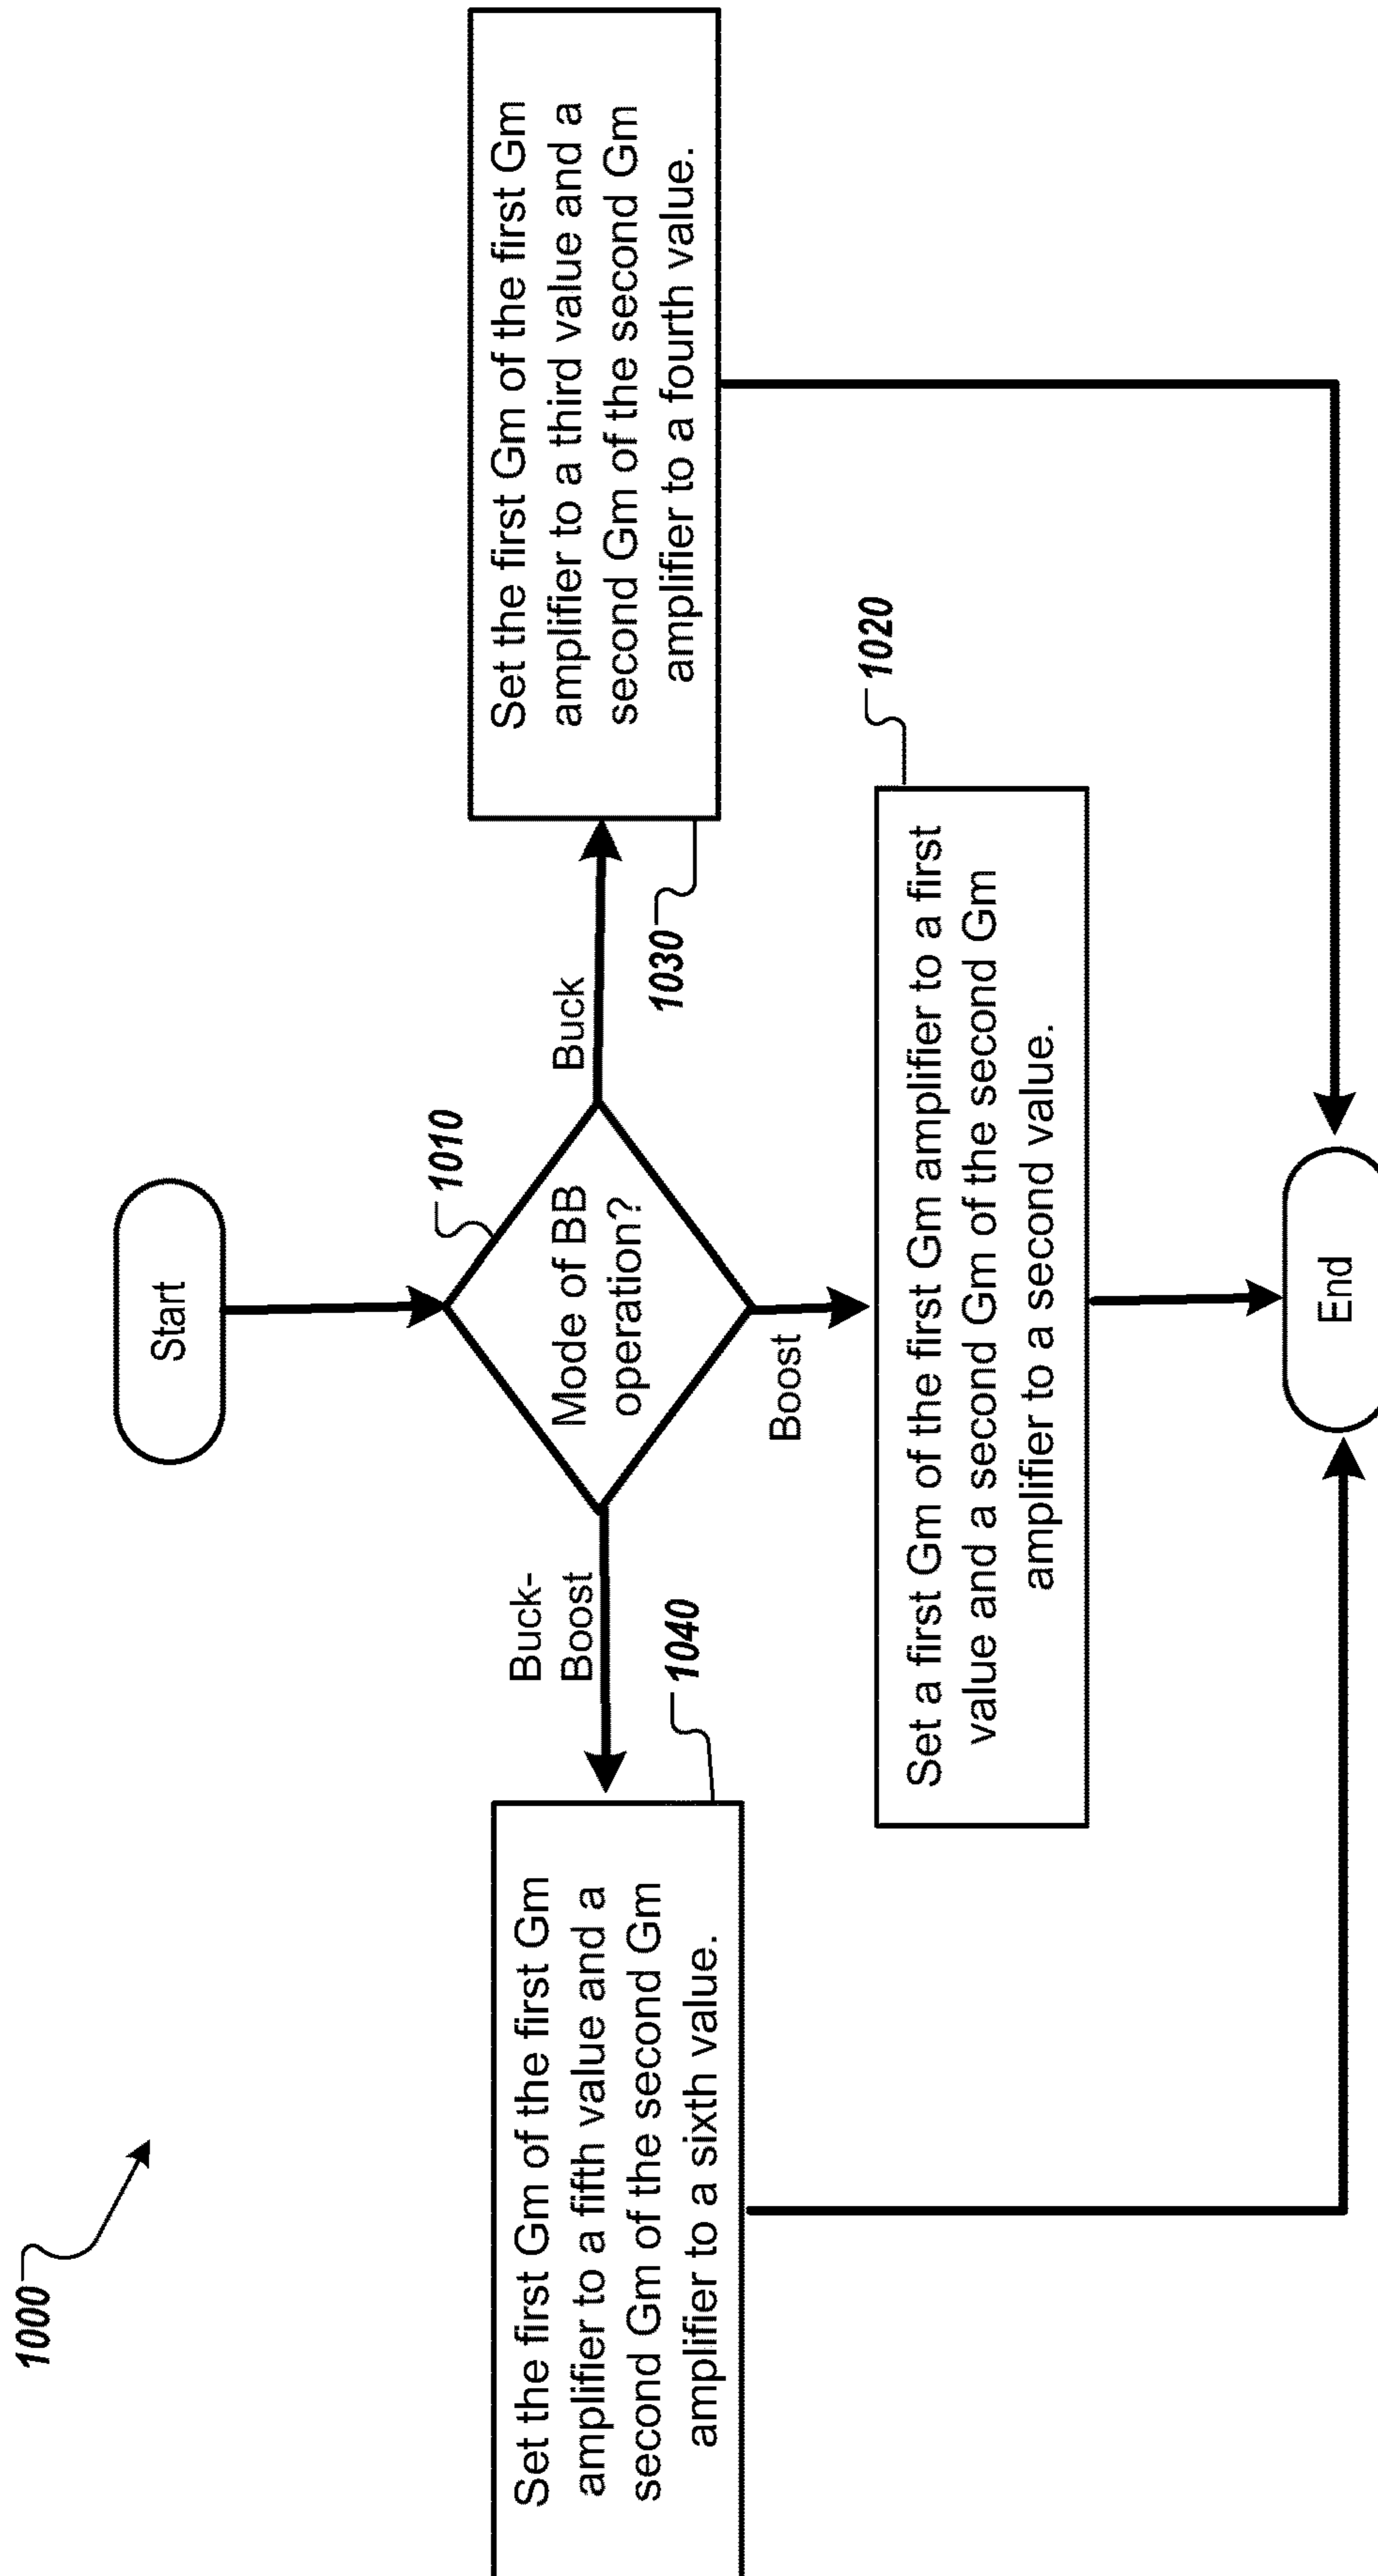 1000
Start
1010
Mode of BB
operation?
Buck-
Boost
Buck
Boost
1040
Set the first Gm of the first Gm
amplifier to a fifth value and a
second Gm of the second Gm
amplifier to a sixth value.
1030
Set the first Gm of the first Gm
amplifier to a third value and a
second Gm of the second Gm
amplifier to a fourth value.
1020
Set a first Gm of the first Gm amplifier to a first
value and a second Gm of the second Gm
amplifier to a second value.
End